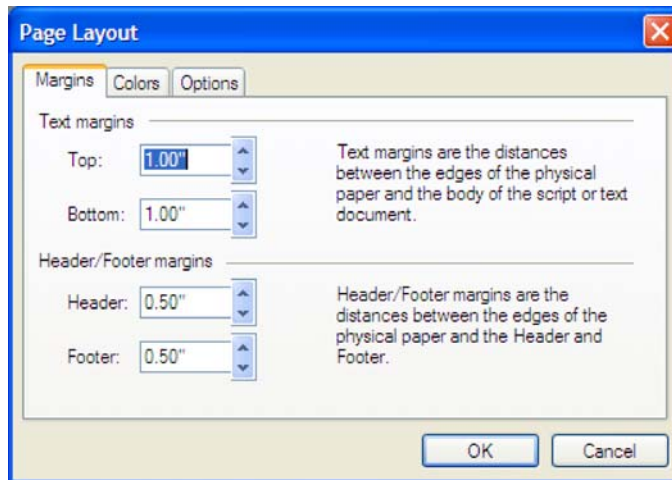 Page Layout
Margins Colors Options
Text margins
Top: 1.00"
Text margins are the distances
between the edges of the physical
paper and the body of the script or text
document.
Bottom: 1.00"
Header/Footer margins
Header: 0.50"
Header/Footer margins are the
distances between the edges of the
physical paper and the Header and
Footer.
Footer: 0.50"
OK Cancel